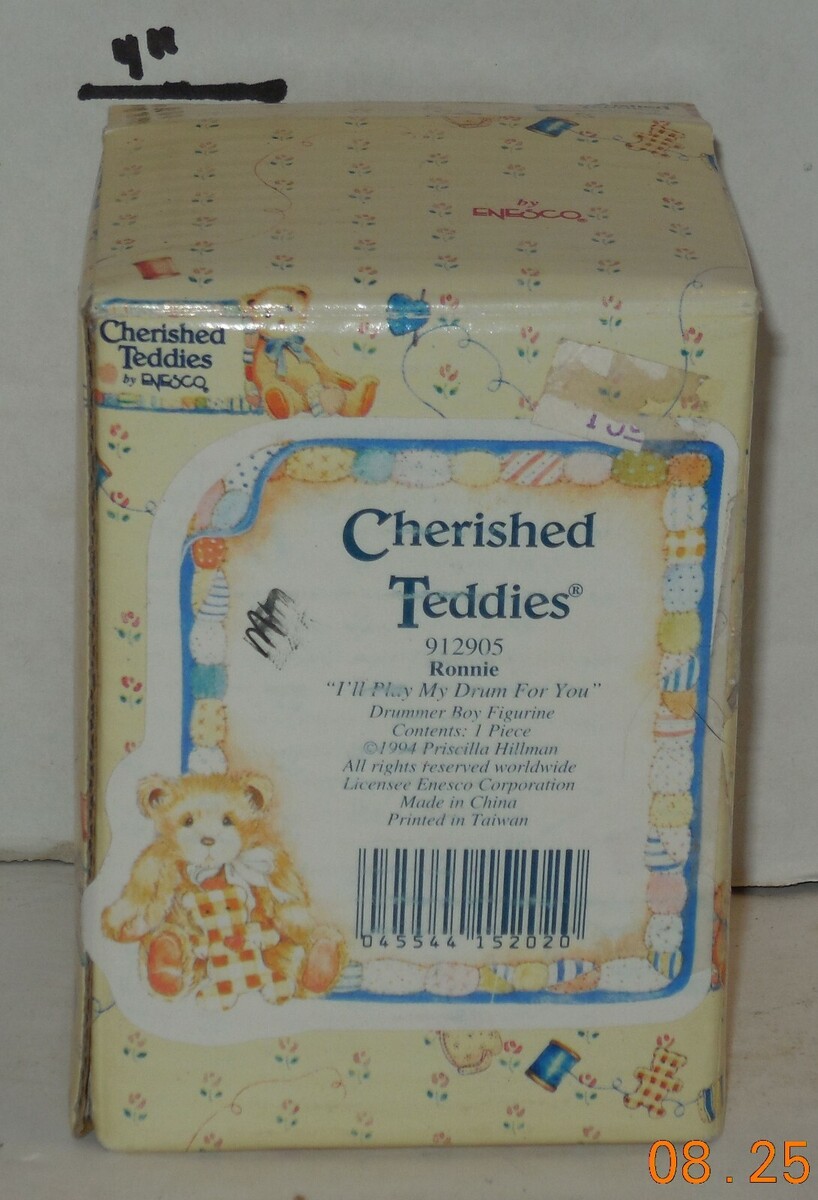 4"
by
ENESCO®
Cherished
Teddies
by ENESCO®
Cherished
Teddies®
912905
Ronnie
"I'll Play My Drum For You"
Drummer Boy Figurine
Contents: 1 Piece
©1994 Priscilla Hillman
All rights reserved worldwide
Licensee Enesco Corporation
Made in China
Printed in Taiwan
045544 152020
08.25